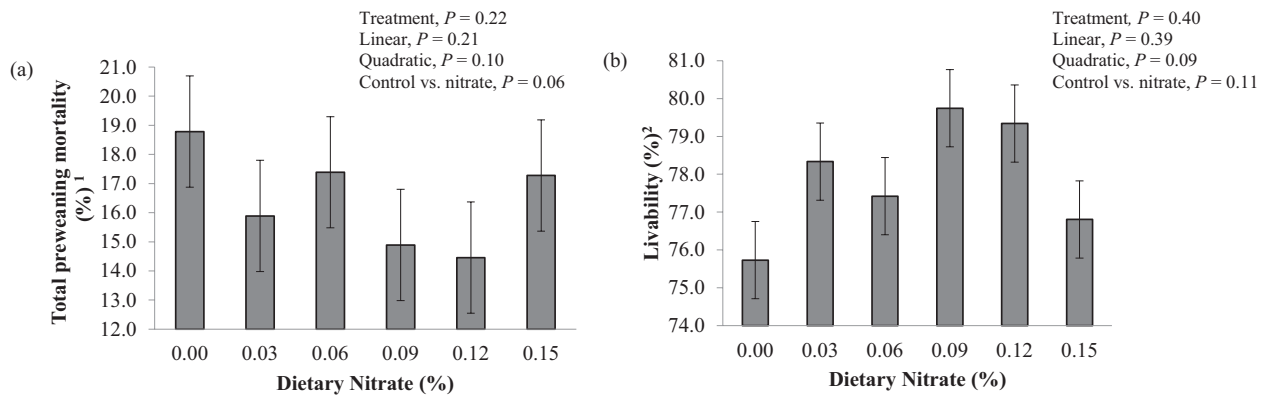 (a)
Treatment, P = 0.22
Linear, P = 0.21
Quadratic, P = 0.10
Control vs. nitrate, P = 0.06
Total preweaning mortality
(%) ¹
21.0
20.0
19.0
18.0
17.0
16.0
15.0
14.0
13.0
12.0
0.00 0.03 0.06 0.09 0.12 0.15
Dietary Nitrate (%)
(b)
Treatment, P = 0.40
Linear, P = 0.39
Quadratic, P = 0.09
Control vs. nitrate, P = 0.11
Livability (%)²
81.0
80.0
79.0
78.0
77.0
76.0
75.0
74.0
0.00 0.03 0.06 0.09 0.12 0.15
Dietary Nitrate (%)